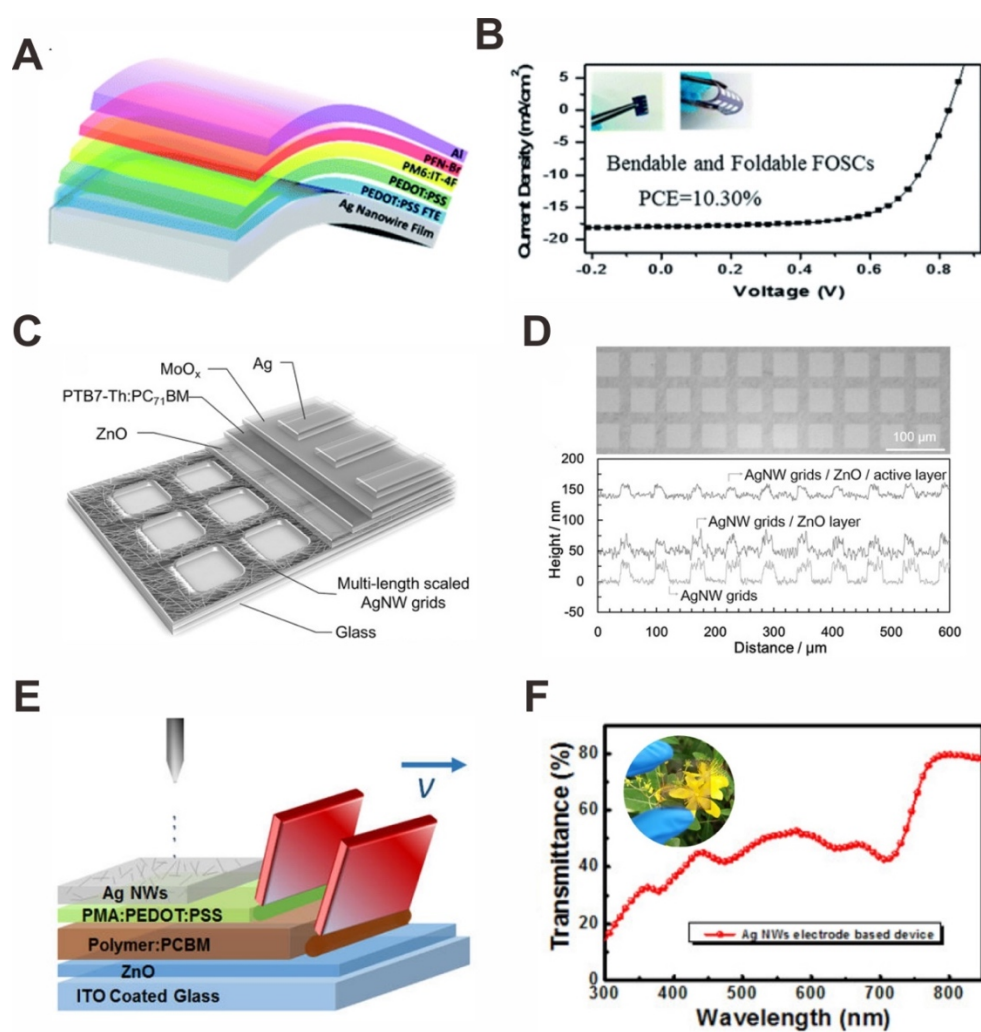 A
Al
PFN-Br
PM6:IT-4F
PEDOT:PSS
PEDOT:PSS FTE
Ag Nanowire Film
B
Current Density (mA/cm²)
5
0
-5
-10
-15
-20
Bendable and Foldable FOSCs
PCE=10.30%
-0.2 0.0 0.2 0.4 0.6 0.8
Voltage (V)
C
Ag
MoOₓ
PTB7-Th:PC₇₁BM
ZnO
Multi-length scaled
AgNW grids
Glass
D
100 µm
Height / nm
200
150
100
50
0
-50
AgNW grids / ZnO / active layer
AgNW grids / ZnO layer
AgNW grids
0 100 200 300 400 500 600
Distance / µm
E
V
Ag NWs
PMA:PEDOT:PSS
Polymer:PCBM
ZnO
ITO Coated Glass
F
Transmittance (%)
80
60
40
20
0
Ag NWs electrode based device
300 400 500 600 700 800
Wavelength (nm)